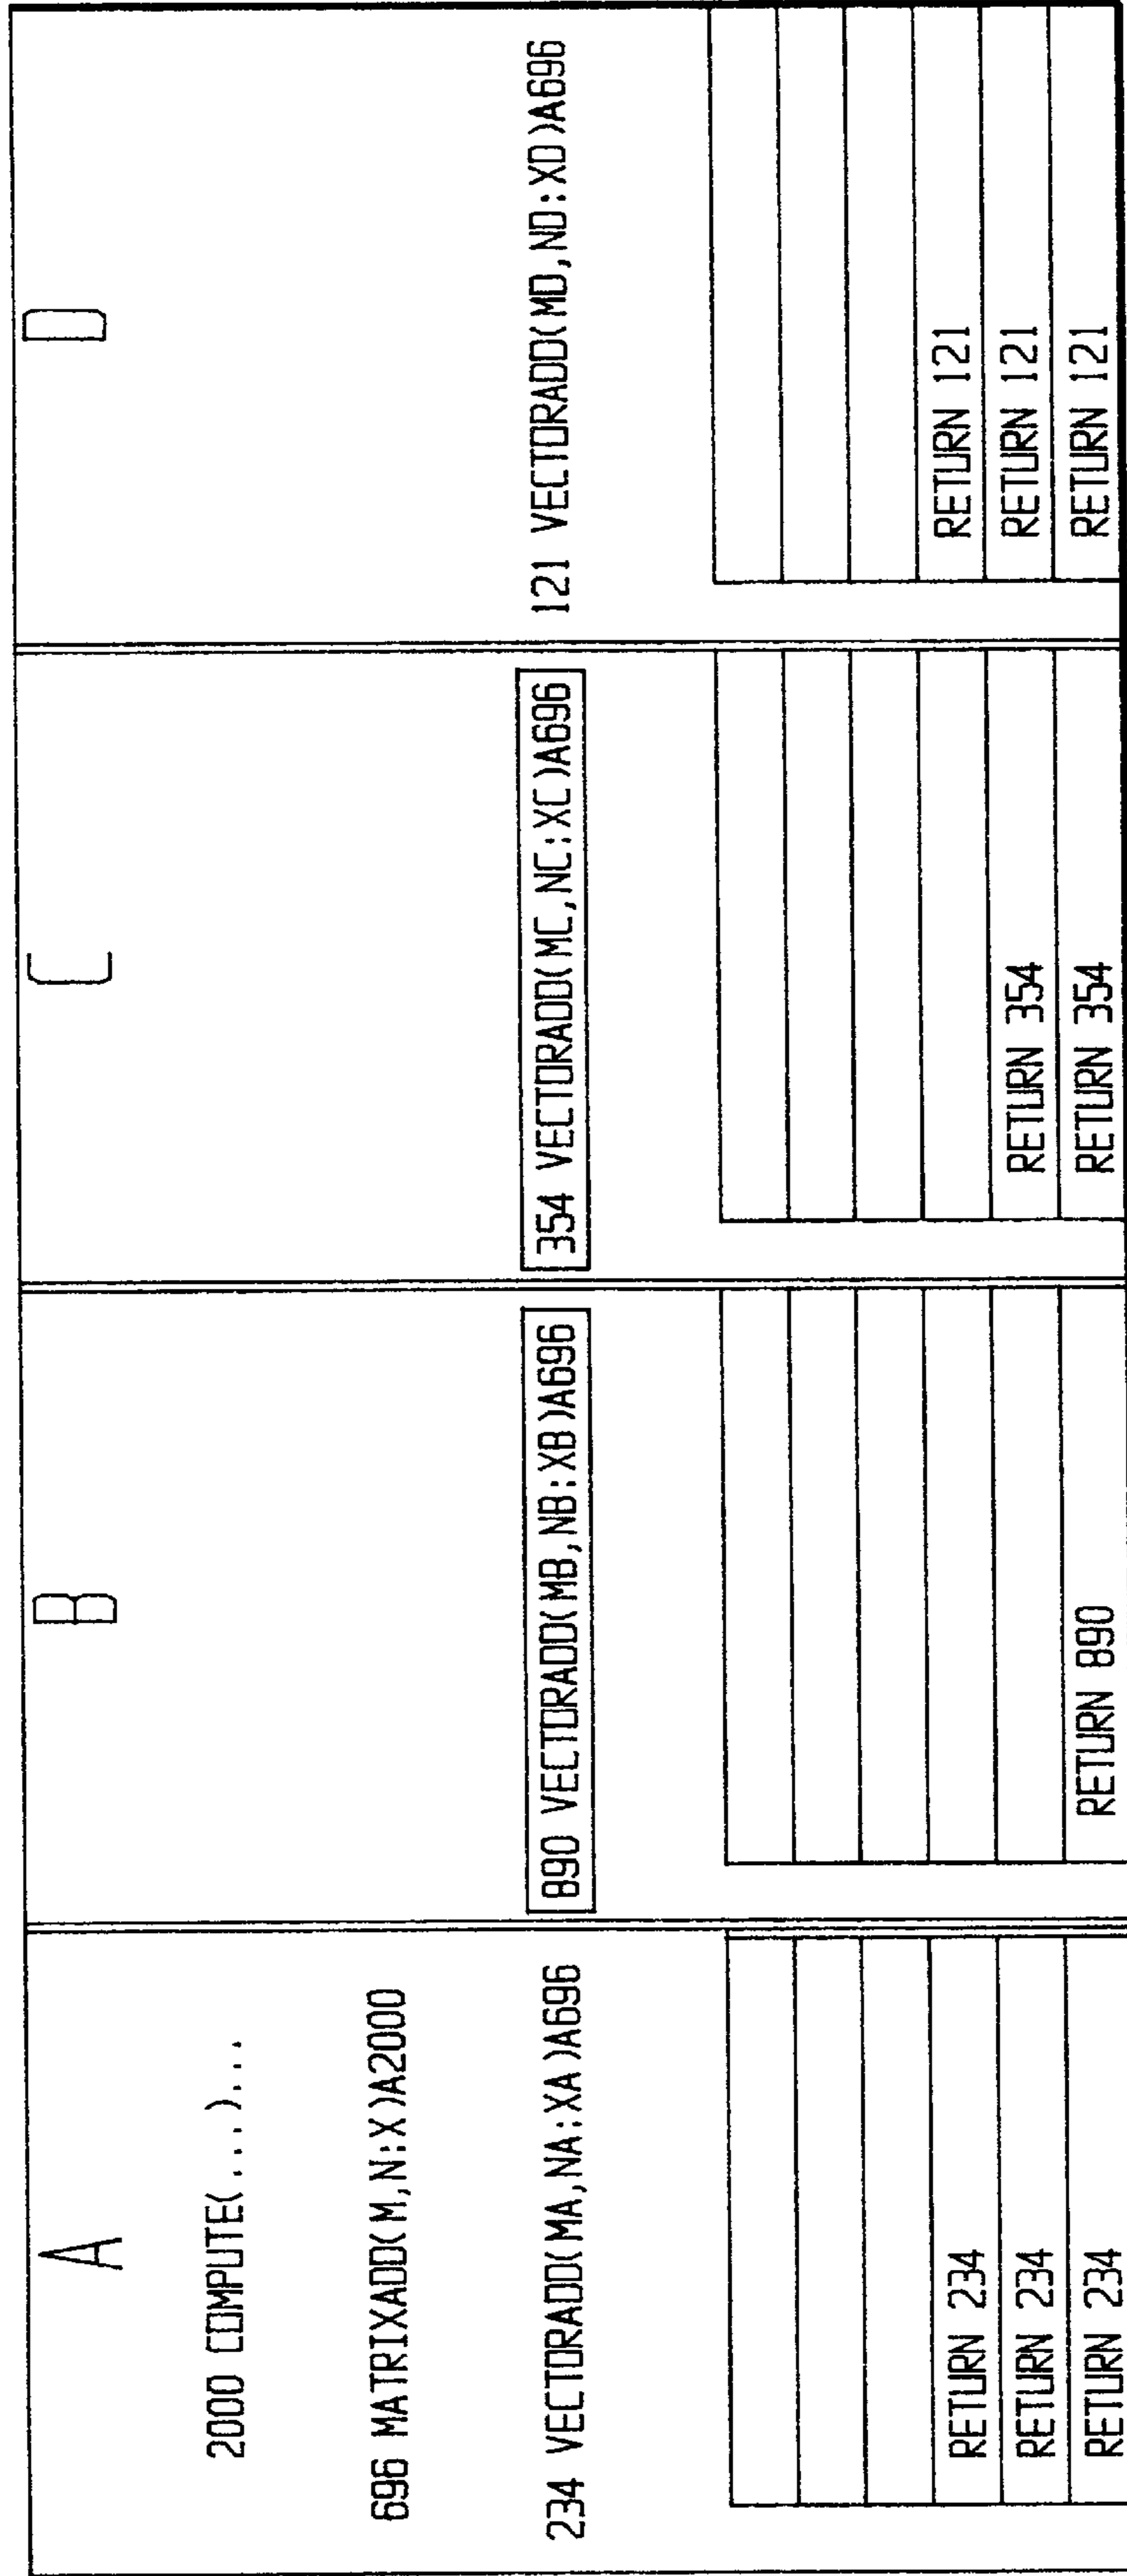 A
2000 COMPUTE(...)...
696 MATRIXADD(M,N:X)A2000
234 VECTORADD(MA,NA:XA)A696
RETURN 234
RETURN 234
RETURN 234
B
890 VECTORADD(MB,NB:XB)A696
RETURN 890
C
354 VECTORADD(MC,NC:XC)A696
RETURN 354
RETURN 354
D
121 VECTORADD(MD,ND:XD)A696
RETURN 121
RETURN 121
RETURN 121